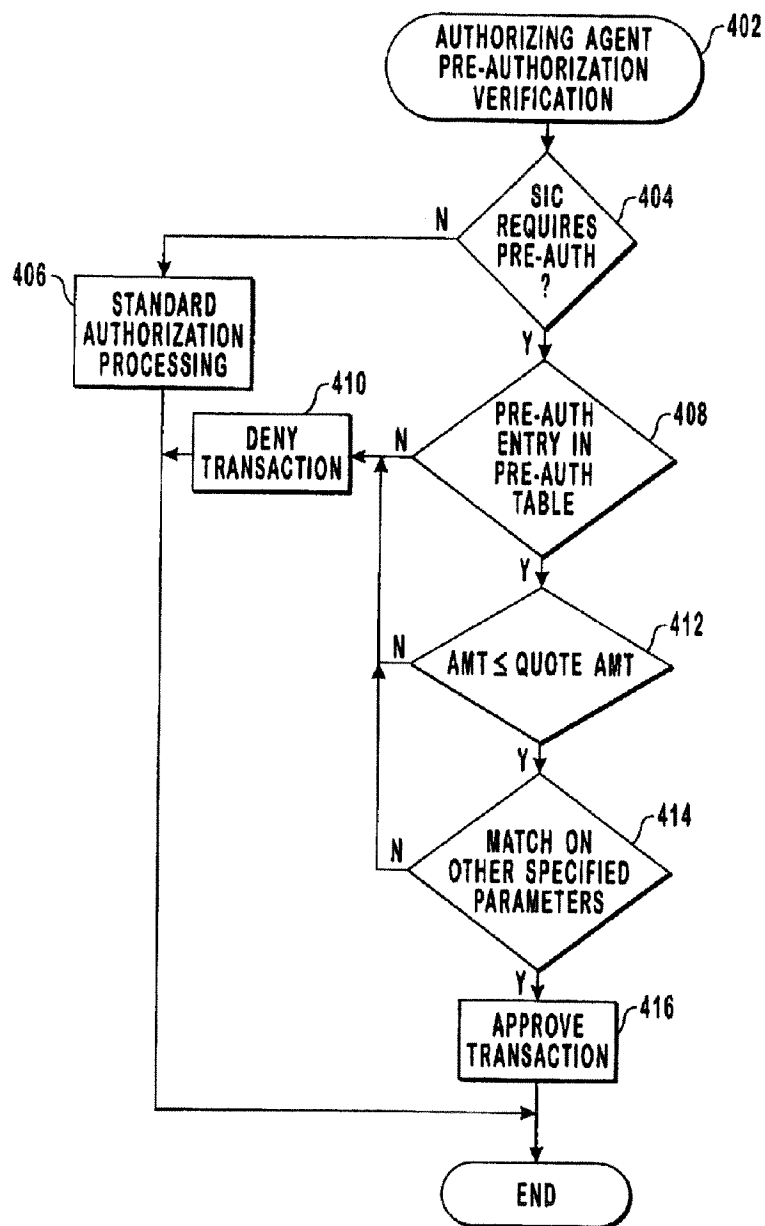 AUTHORIZING AGENT
PRE-AUTHORIZATION
VERIFICATION
402
SIC
REQUIRES
PRE-AUTH
?
404
N
Y
406
STANDARD
AUTHORIZATION
PROCESSING
410
DENY
TRANSACTION
N
PRE-AUTH
ENTRY IN
PRE-AUTH
TABLE
408
Y
N
AMT ≤ QUOTE AMT
412
Y
N
MATCH ON
OTHER SPECIFIED
PARAMETERS
414
Y
APPROVE
TRANSACTION
416
END